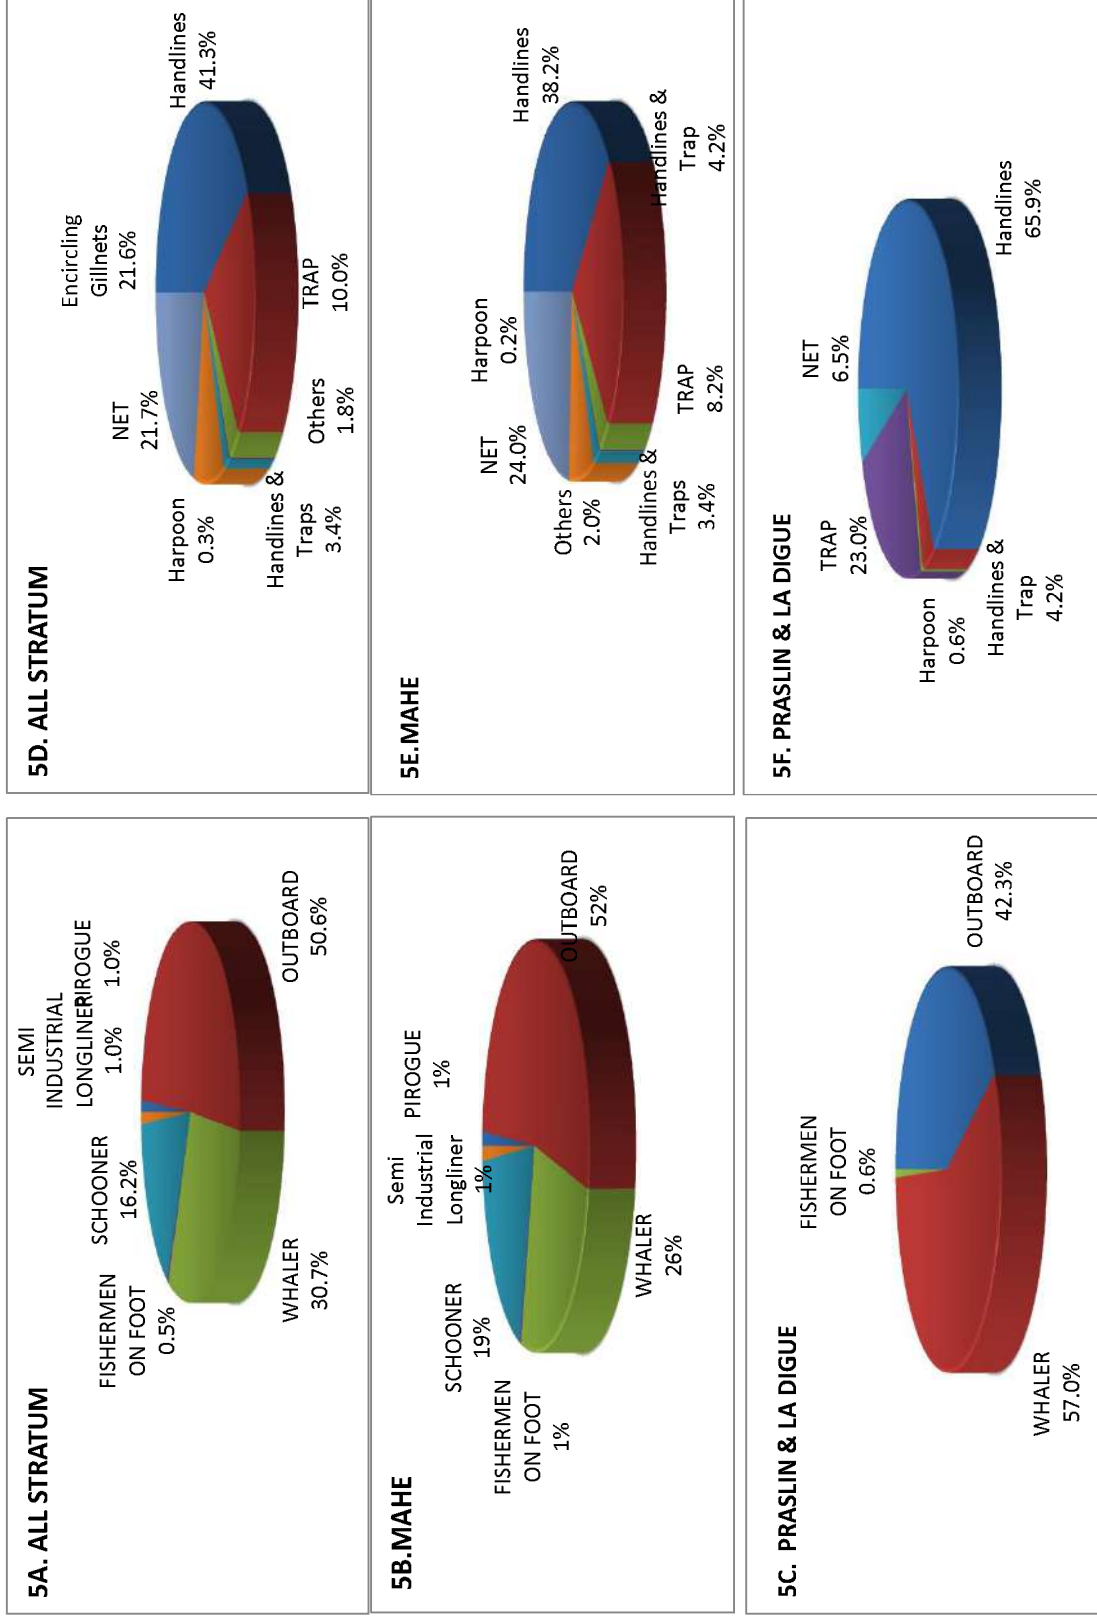 5A. ALL STRATUM
SEMI
INDUSTRIAL
LONGLINER
1.0%
PIROGUE
1.0%
SCHOONER
16.2%
FISHERMEN
ON FOOT
0.5%
WHALER
30.7%
OUTBOARD
50.6%
5B.MAHE
Semi
Industrial
Longliner
1%
PIROGUE
1%
SCHOONER
19%
FISHERMEN
ON FOOT
1%
WHALER
26%
OUTBOARD
52%
5C. PRASLIN & LA DIGUE
FISHERMEN
ON FOOT
0.6%
OUTBOARD
42.3%
WHALER
57.0%
5D. ALL STRATUM
Encircling
Gillnets
21.6%
Handlines
41.3%
NET
21.7%
Harpoon
0.3%
Handlines &
Traps
3.4%
Others
1.8%
TRAP
10.0%
5E.MAHE
Harpoon
0.2%
Handlines
38.2%
NET
24.0%
Others
2.0%
Handlines &
Traps
3.4%
TRAP
8.2%
Handlines &
Trap
4.2%
5F. PRASLIN & LA DIGUE
NET
6.5%
TRAP
23.0%
Harpoon
0.6%
Handlines &
Trap
4.2%
Handlines
65.9%